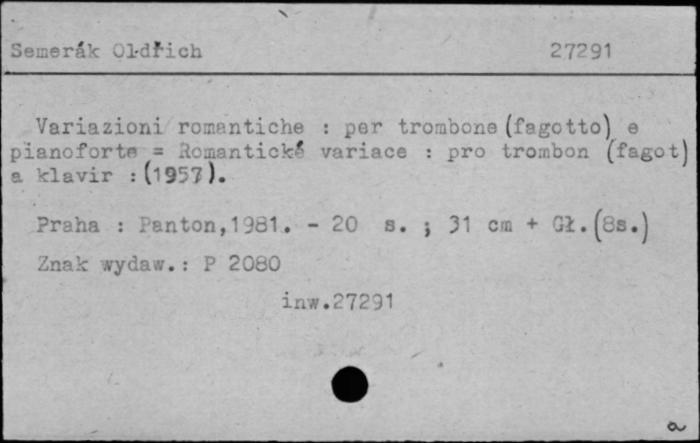 Semerák Oldřich 27291
Variazioni romantiche : per trombone (fagotto) e
pianoforte = Romantické variace : pro trombon (fagot)
a klavir : (1957).
Praha : Panton,1981. - 20 s. ; 31 cm + Gł.(8s.)
Znak wydaw.: P 2080
inw.27291
a